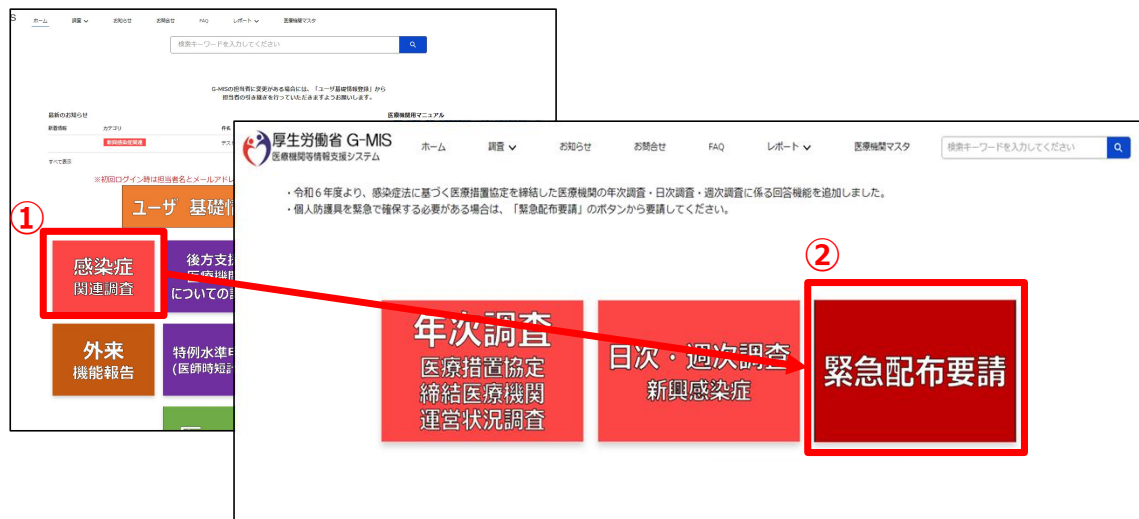 S ホーム 調査 お知らせ お問合せ FAQ レポート 医療機関マスタ
検索キーワードを入力してください
G-MISの担当者に変更がある場合には、「ユーザ基礎情報登録」から
担当者の引き継ぎを行っていただきますようお願いします。
最新のお知らせ
医療機関用マニュアル
新着情報 カテゴリ 件名
新興感染症関連
すべて表示
※初回ログイン時は担当者名とメールアドレ
ユーザ 基礎情
①
感染症
関連調査
後方支援
医療機関
についての
外来
機能報告
特例水準申
(医師時短計
厚生労働省 G-MIS
医療機関等情報支援システム
ホーム 調査 お知らせ お問合せ FAQ レポート 医療機関マスタ
検索キーワードを入力してください
・令和6年度より、感染症法に基づく医療措置協定を締結した医療機関の年次調査・日次調査・週次調査に係る回答機能を追加しました。
・個人防護具を緊急で確保する必要がある場合は、「緊急配布要請」のボタンから要請してください。
②
年次調査
医療措置協定
締結医療機関
運営状況調査
日次・週次調査
新興感染症
緊急配布要請